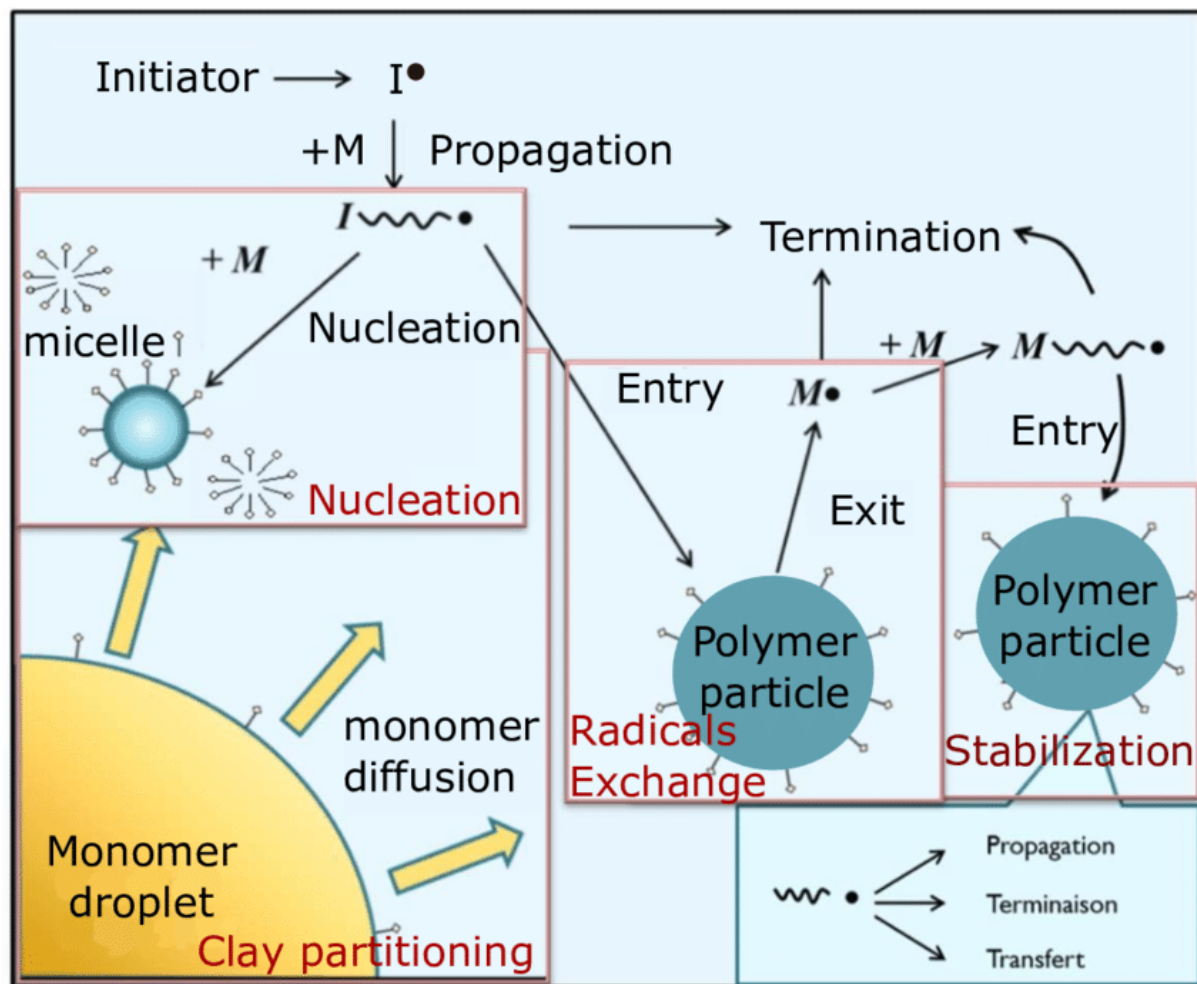 Initiator I●
+M Propagation
I ●
+ M
Termination
micelle
Nucleation
Nucleation
Entry
M●
+ M
M ●
Entry
Exit
Polymer
particle
Radicals
Exchange
Polymer
particle
Stabilization
monomer
diffusion
Monomer
droplet
Clay partitioning
Propagation
Terminaison
Transfert